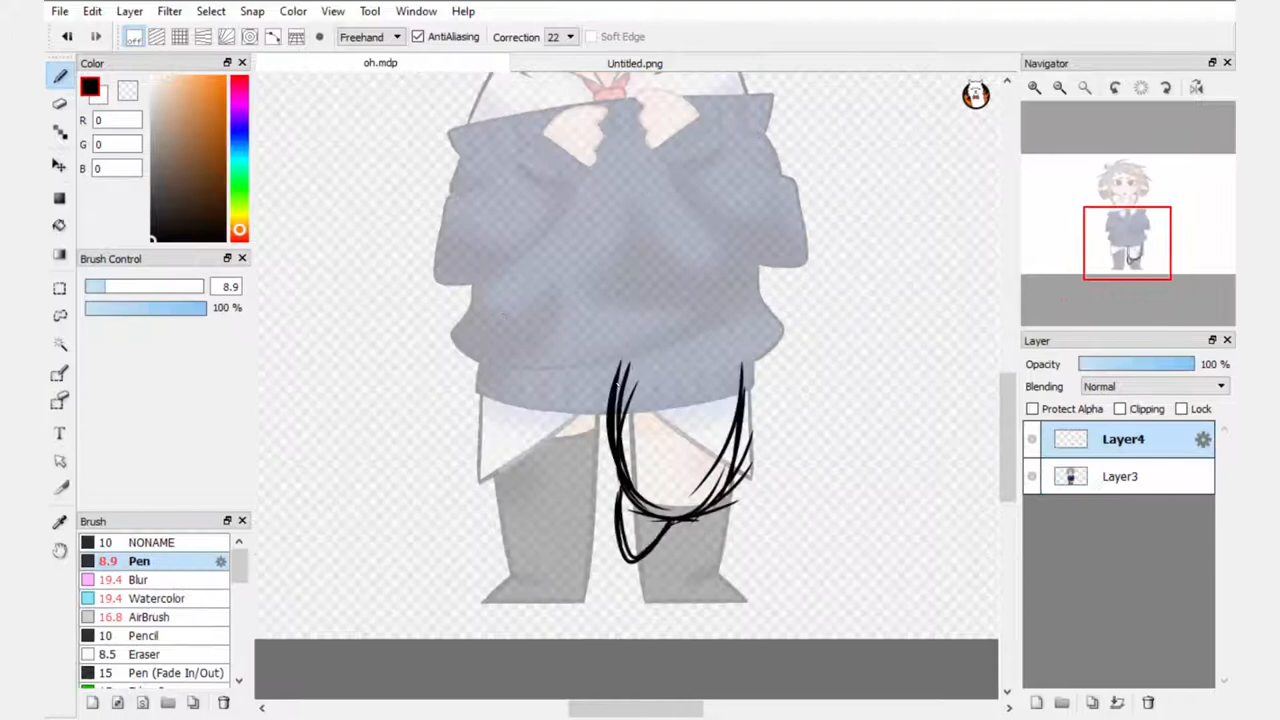 File Edit Layer Filter Select Snap Color View Tool Window Help
off Freehand AntiAliasing Correction 22 Soft Edge
Color
oh.mdp Untitled.png
Navigator
R 0
G 0
B 0
Brush Control
8.9
100 %
Layer
Opacity 100 %
Blending Normal
Protect Alpha Clipping Lock
Layer4
Layer3
Brush
10 NONAME
8.9 Pen
19.4 Blur
19.4 Watercolor
16.8 AirBrush
10 Pencil
8.5 Eraser
15 Pen (Fade In/Out)